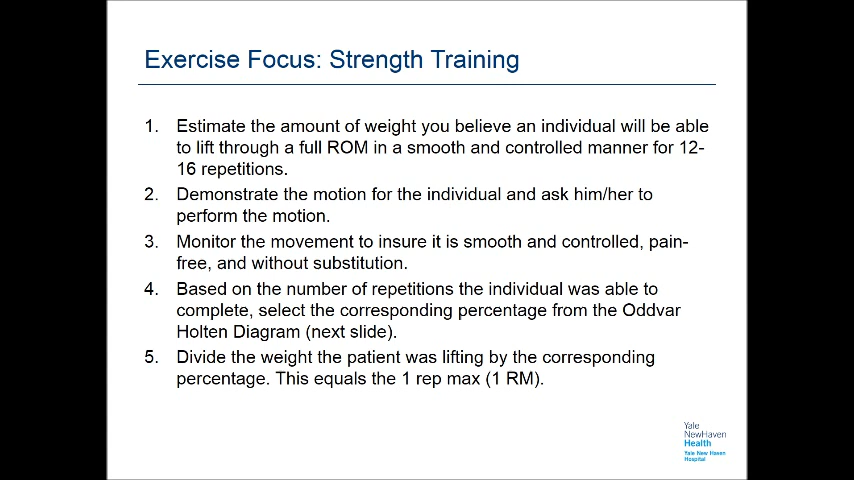 Exercise Focus: Strength Training
1. Estimate the amount of weight you believe an individual will be able
to lift through a full ROM in a smooth and controlled manner for 12-
16 repetitions.
2. Demonstrate the motion for the individual and ask him/her to
perform the motion.
3. Monitor the movement to insure it is smooth and controlled, pain-
free, and without substitution.
4. Based on the number of repetitions the individual was able to
complete, select the corresponding percentage from the Oddvar
Holten Diagram (next slide).
5. Divide the weight the patient was lifting by the corresponding
percentage. This equals the 1 rep max (1 RM).
Yale
NewHaven
Health
Yale New Haven
Hospital